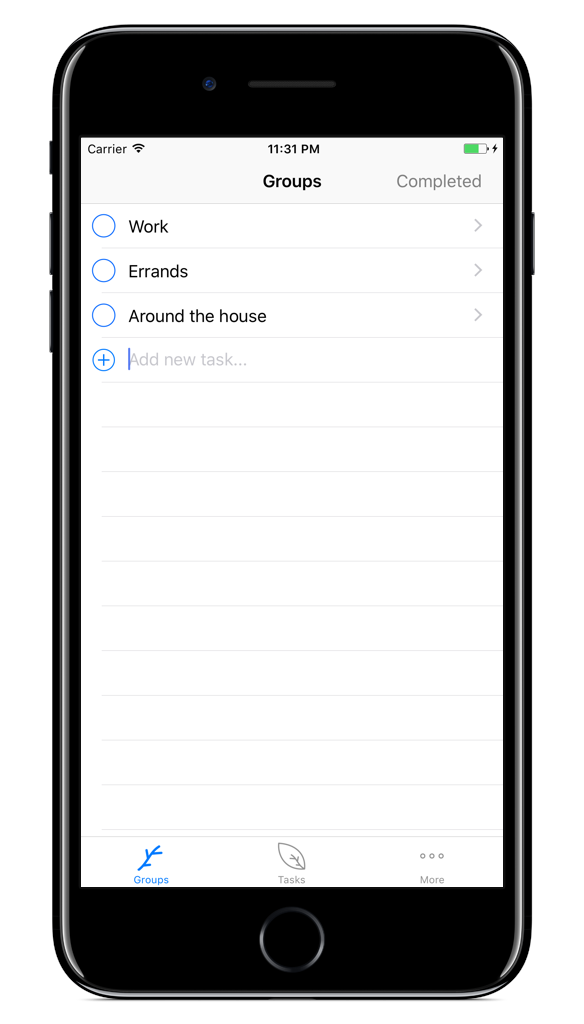 Carrier 11:31 PM
Groups Completed
Work
Errands
Around the house
Add new task...
Groups Tasks More